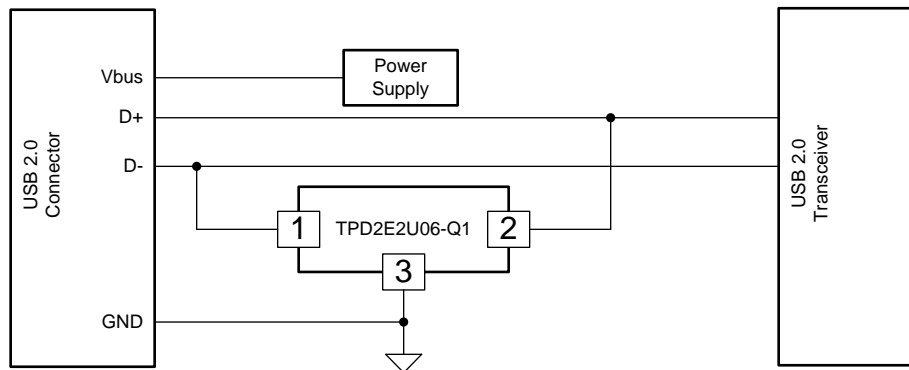 USB 2.0
Connector
Vbus
D+
D-
GND
Power
Supply
1
TPD2E2U06-Q1
2
3
USB 2.0
Transceiver